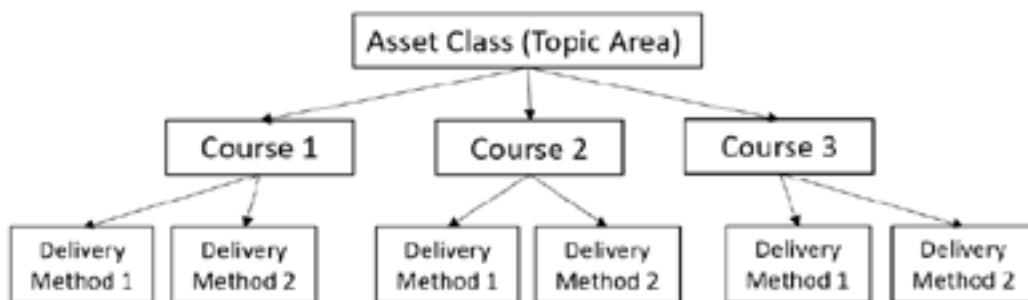 Asset Class (Topic Area)
Course 1
Course 2
Course 3
Delivery
Method 1
Delivery
Method 2
Delivery
Method 1
Delivery
Method 2
Delivery
Method 1
Delivery
Method 2